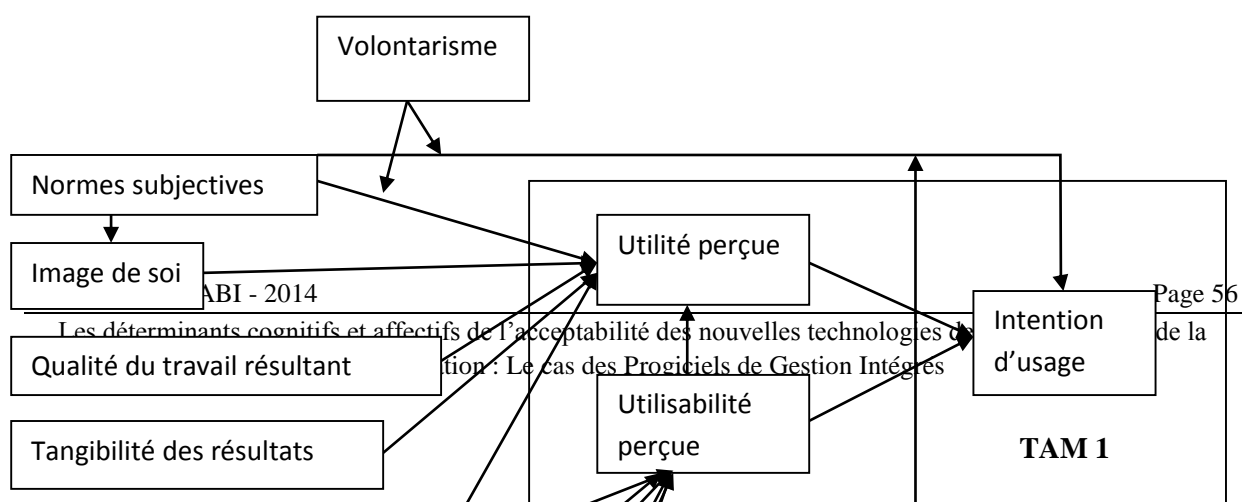 Volontarisme
Normes subjectives
Image de soi
Utilité perçue
ABI - 2014
Page 56
Les déterminants cognitifs et affectifs de l’acceptabilité des nouvelles technologies de la
Intention
d’usage
Qualité du travail résultant
: Le cas des Progiciels de Gestion Intégrés
Utilisabilité
perçue
Tangibilité des résultats
TAM 1